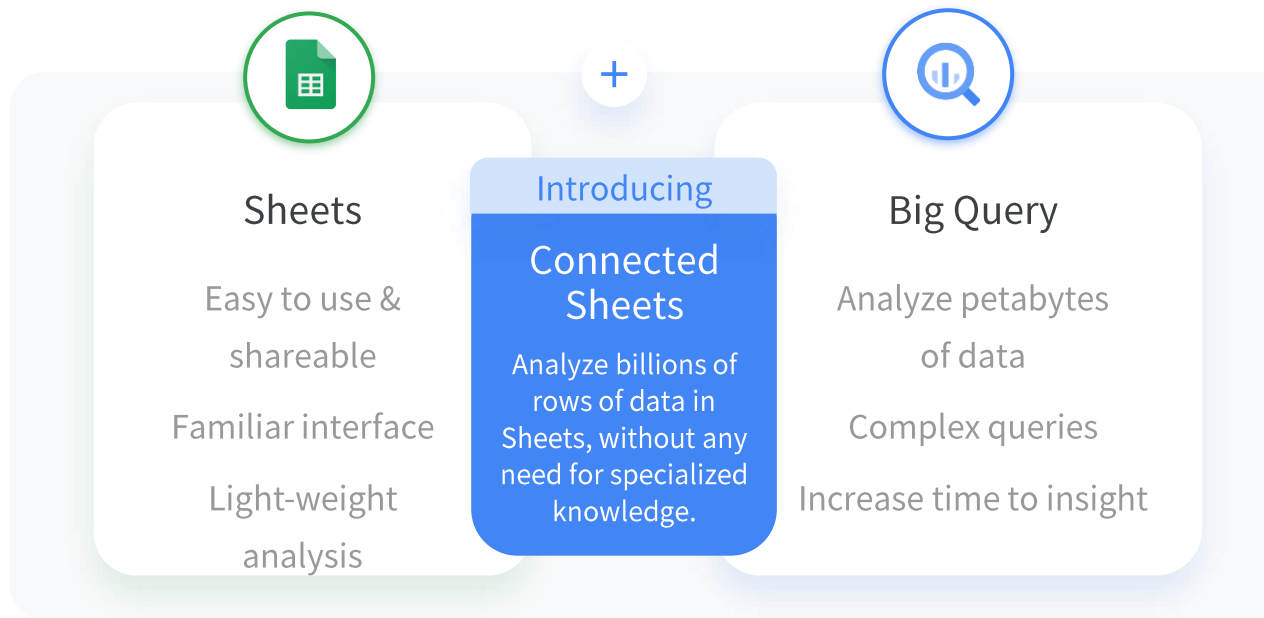 Sheets
Easy to use &
shareable
Familiar interface
Light-weight
analysis
+
Introducing
Connected
Sheets
Analyze billions of
rows of data in
Sheets, without any
need for specialized
knowledge.
Big Query
Analyze petabytes
of data
Complex queries
Increase time to insight